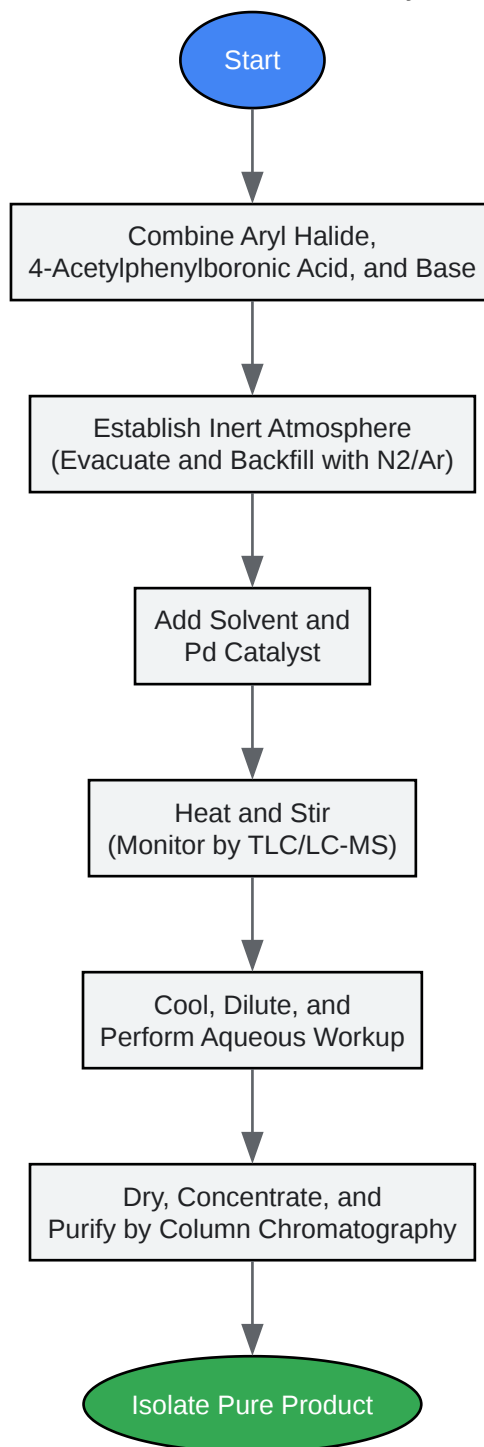 Start
Combine Aryl Halide,
4-Acetylphenylboronic Acid, and Base
Establish Inert Atmosphere
(Evacuate and Backfill with N2/Ar)
Add Solvent and
Pd Catalyst
Heat and Stir
(Monitor by TLC/LC-MS)
Cool, Dilute, and
Perform Aqueous Workup
Dry, Concentrate, and
Purify by Column Chromatography
Isolate Pure Product